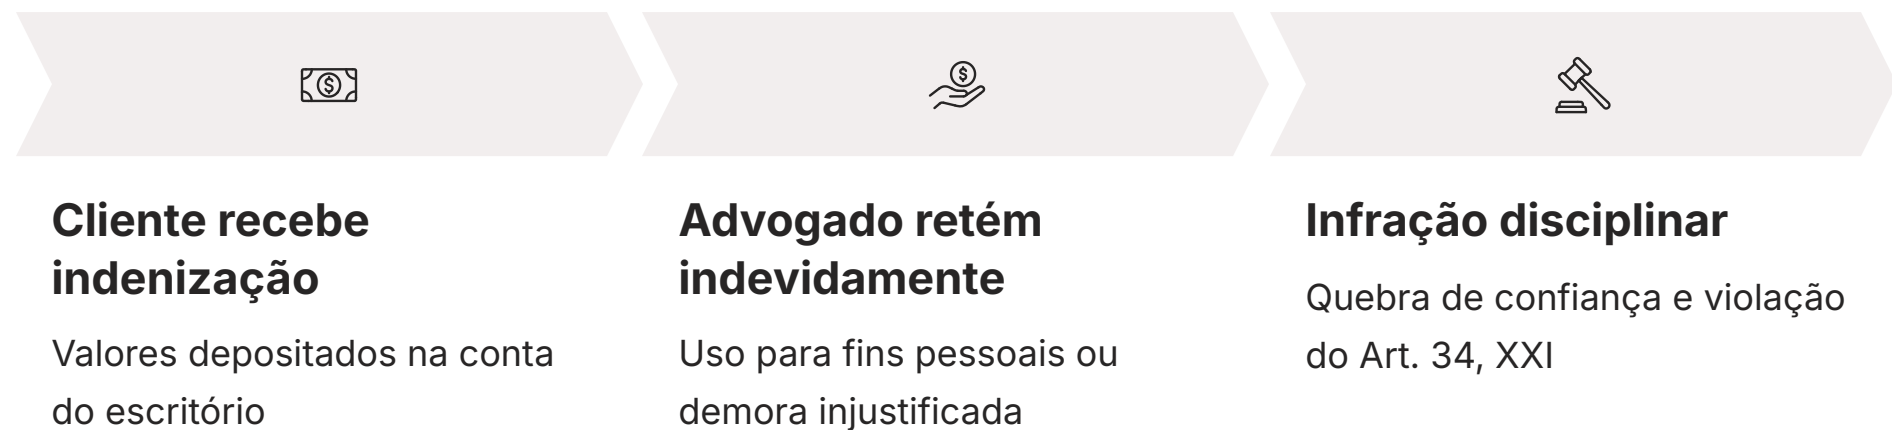 Cliente recebe
indenização
Valores depositados na conta
do escritório
Advogado retém
indevidamente
Uso para fins pessoais ou
demora injustificada
Infração disciplinar
Quebra de confiança e violação
do Art. 34, XXI